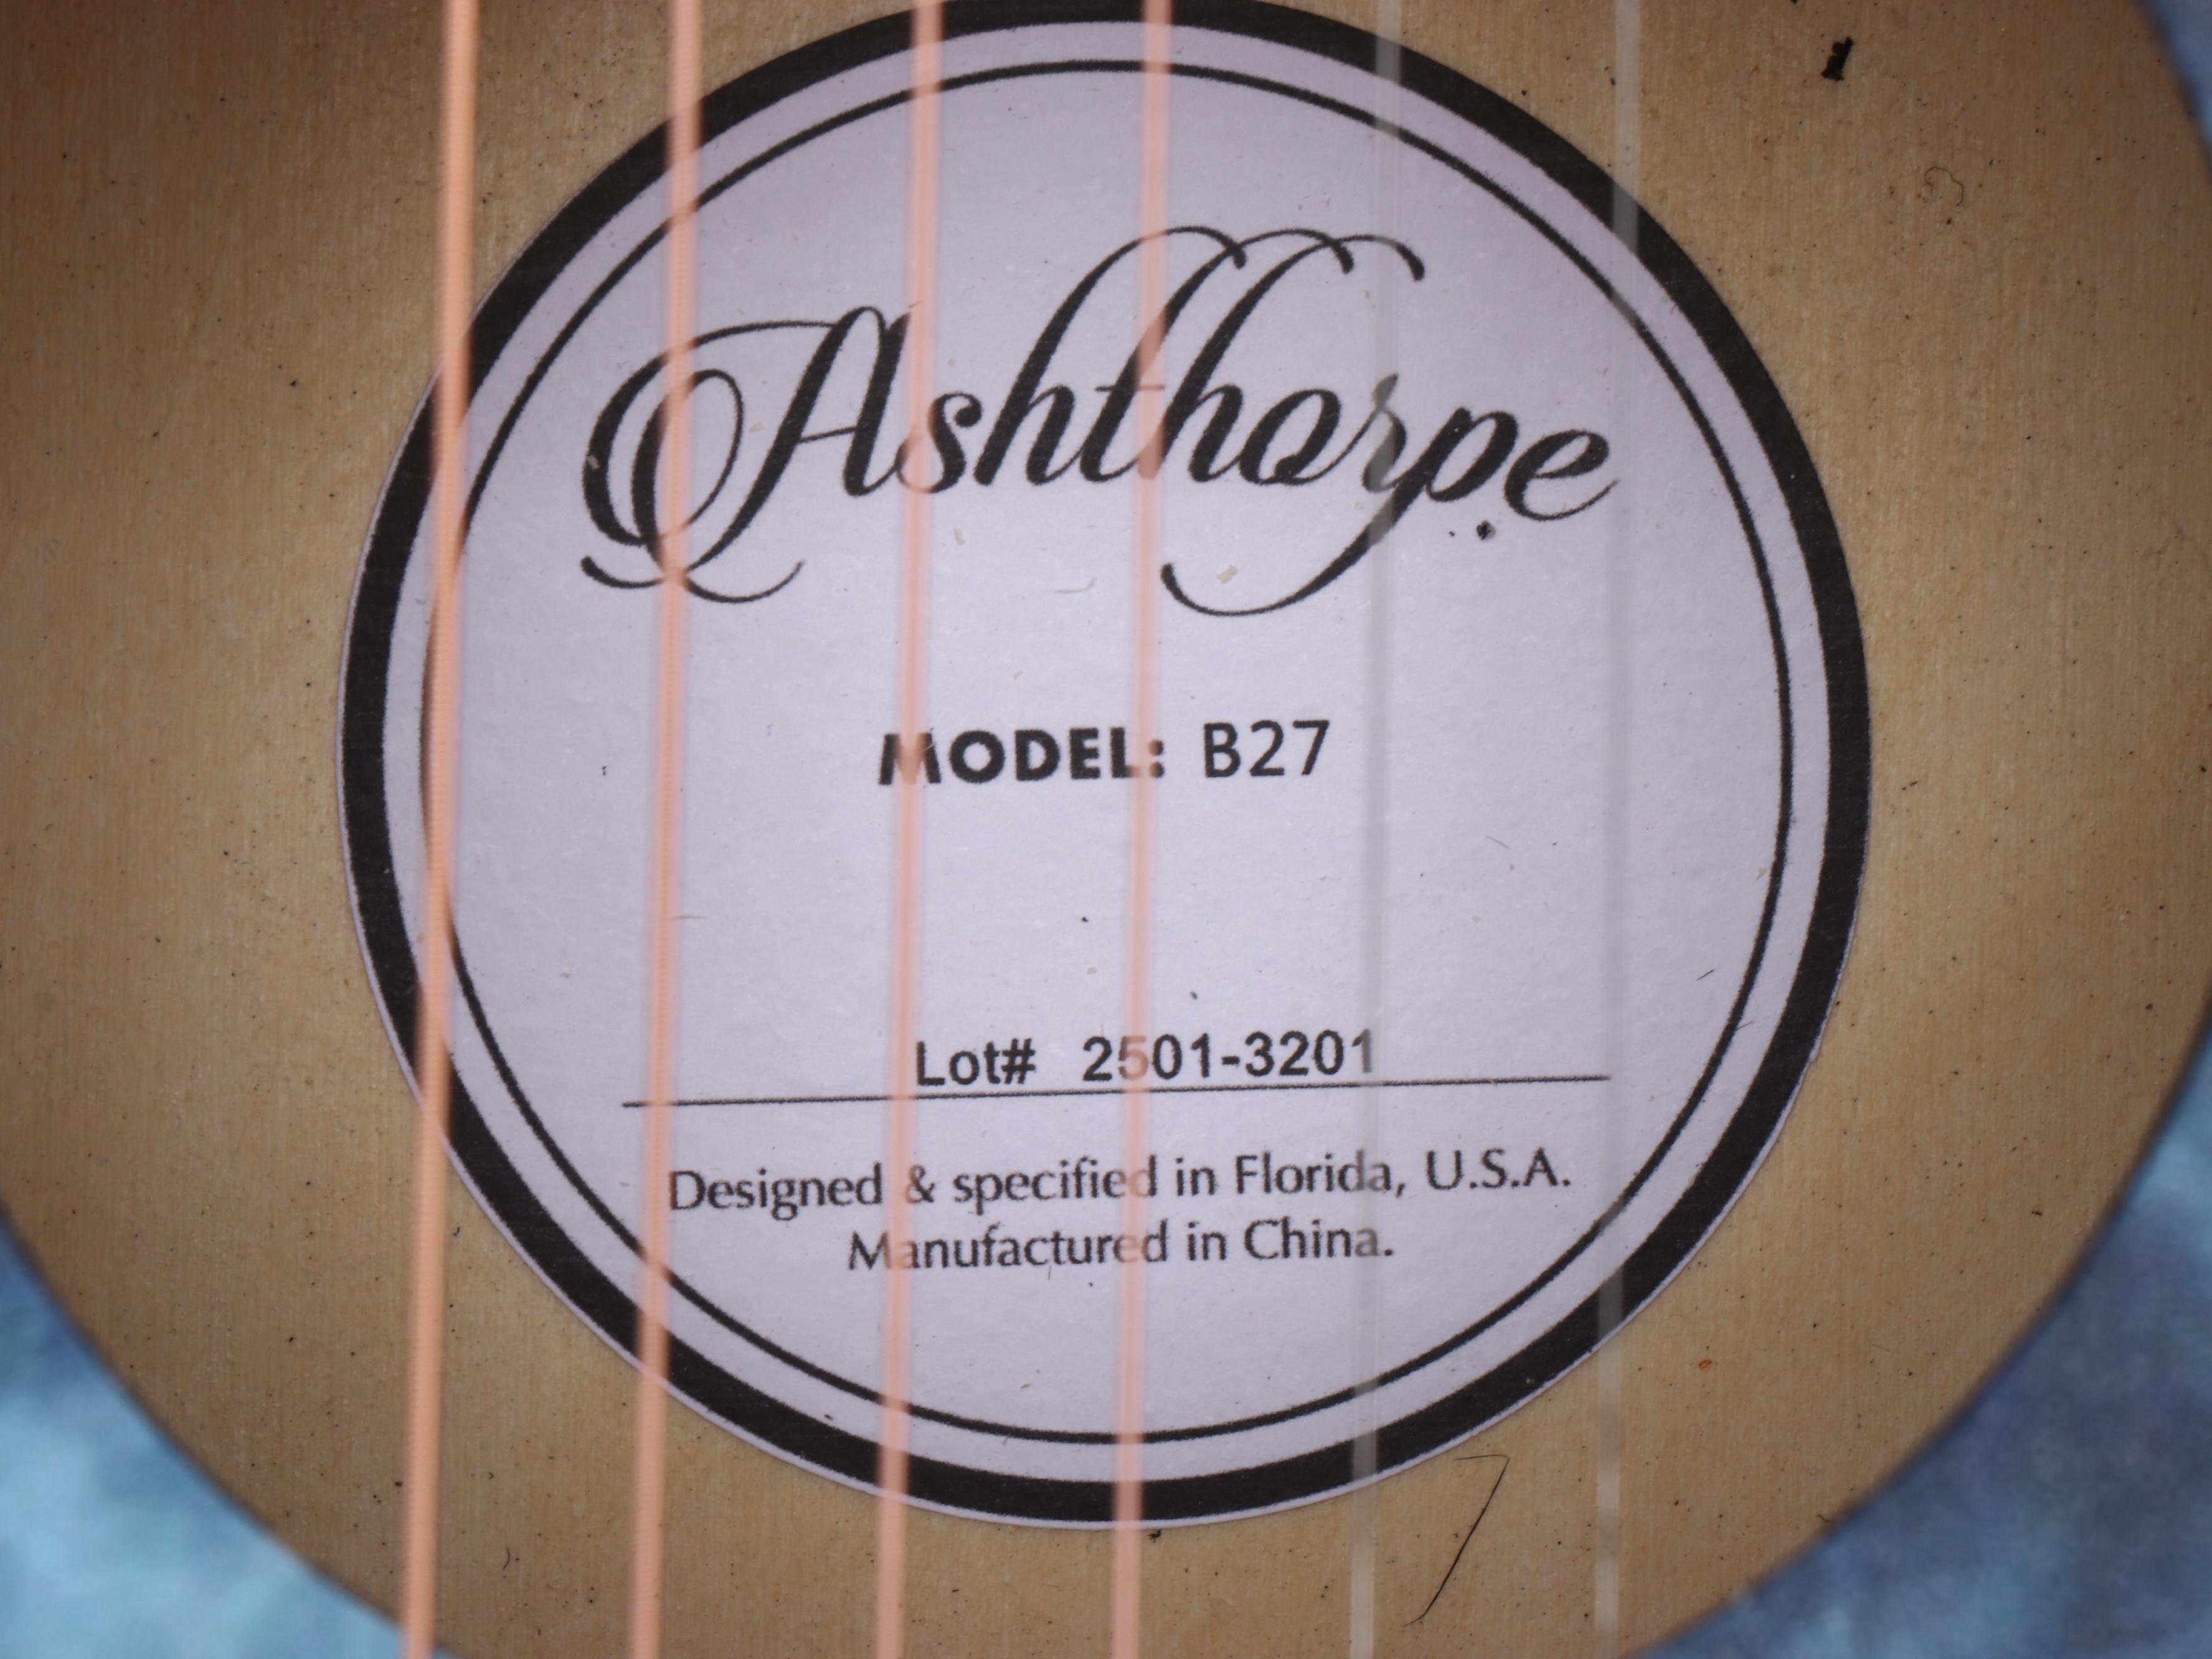 Ashthorpe
MODEL: B27
Lot# 2501-3201
Designed & specified in Florida, U.S.A.
Manufactured in China.